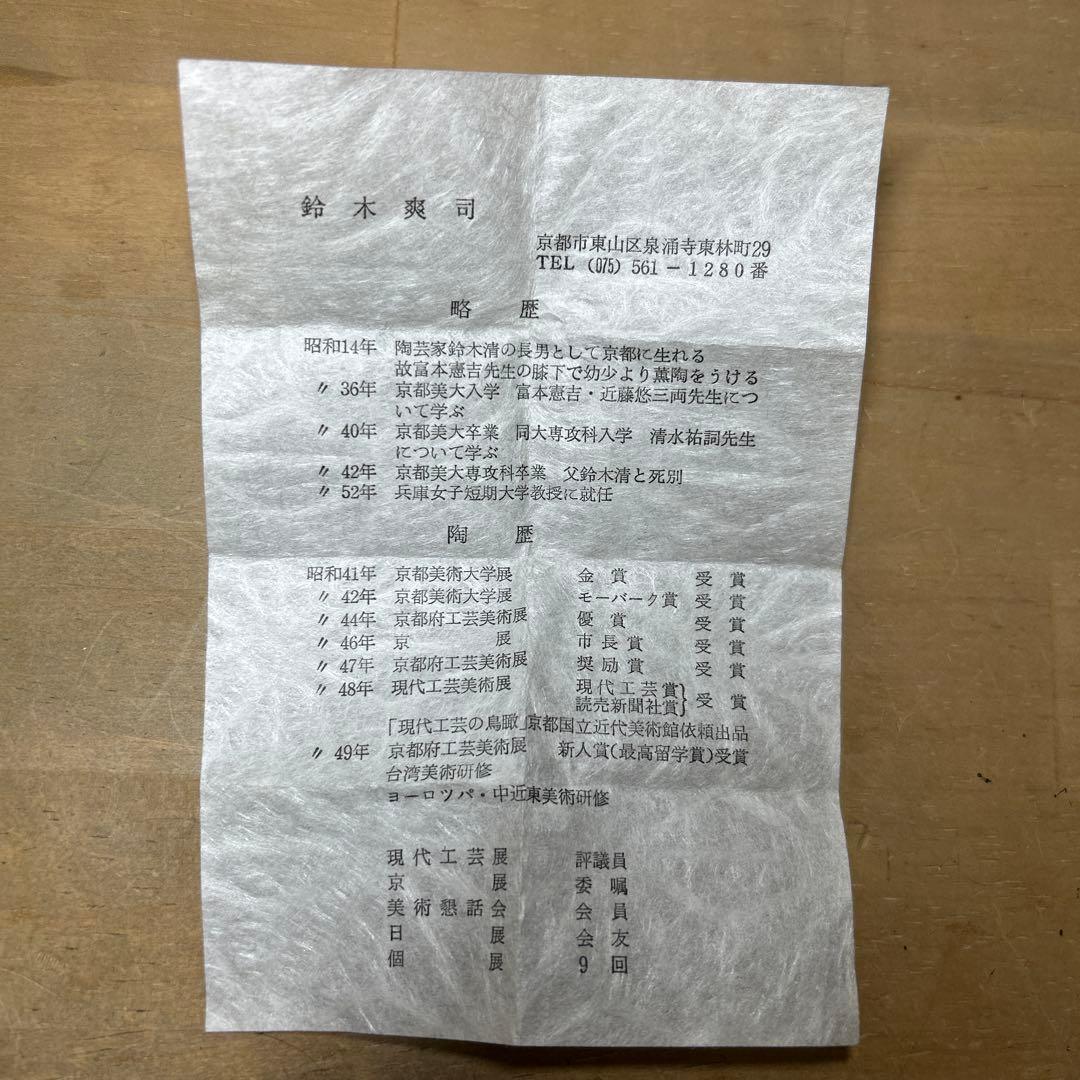 鈴木爽司
京都市東山区泉涌寺東林町29
TEL (075) 561－1280番
略歴
昭和14年 陶芸家鈴木清の長男として京都に生れる
故富本憲吉先生の膝下で幼少より薫陶をうける
〃 36年 京都美大入学 富本憲吉・近藤悠三両先生につ
いて学ぶ
〃 40年 京都美大卒業 同大専攻科入学 清水祐詞先生
について学ぶ
〃 42年 京都美大専攻科卒業 父鈴木清と死別
〃 52年 兵庫女子短期大学教授に就任
陶歴
昭和41年 京都美術大学展 金賞 受賞
〃 42年 京都美術大学展 モーバーク賞 受賞
〃 44年 京都府工芸美術展 優賞 受賞
〃 46年 京展 市長賞 受賞
〃 47年 京都府工芸美術展 奨励賞 受賞
〃 48年 現代工芸美術展 現代工芸賞 受賞
読売新聞社賞
「現代工芸の鳥瞰」京都国立近代美術館依頼出品
〃 49年 京都府工芸美術展 新人賞(最高留学賞)受賞
台湾美術研修
ヨーロツパ・中近東美術研修
現代工芸展 評議員
京展 委嘱
美術懇話会 会員
日展 会友
個展 9回